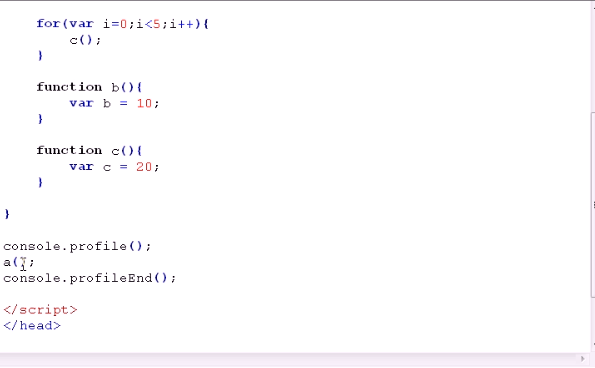 for(var i=0;i<5;i++){
c();
}
function b(){
var b = 10;
}
function c(){
var c = 20;
}
}
console.profile();
a();
console.profileEnd();
</script>
</head>